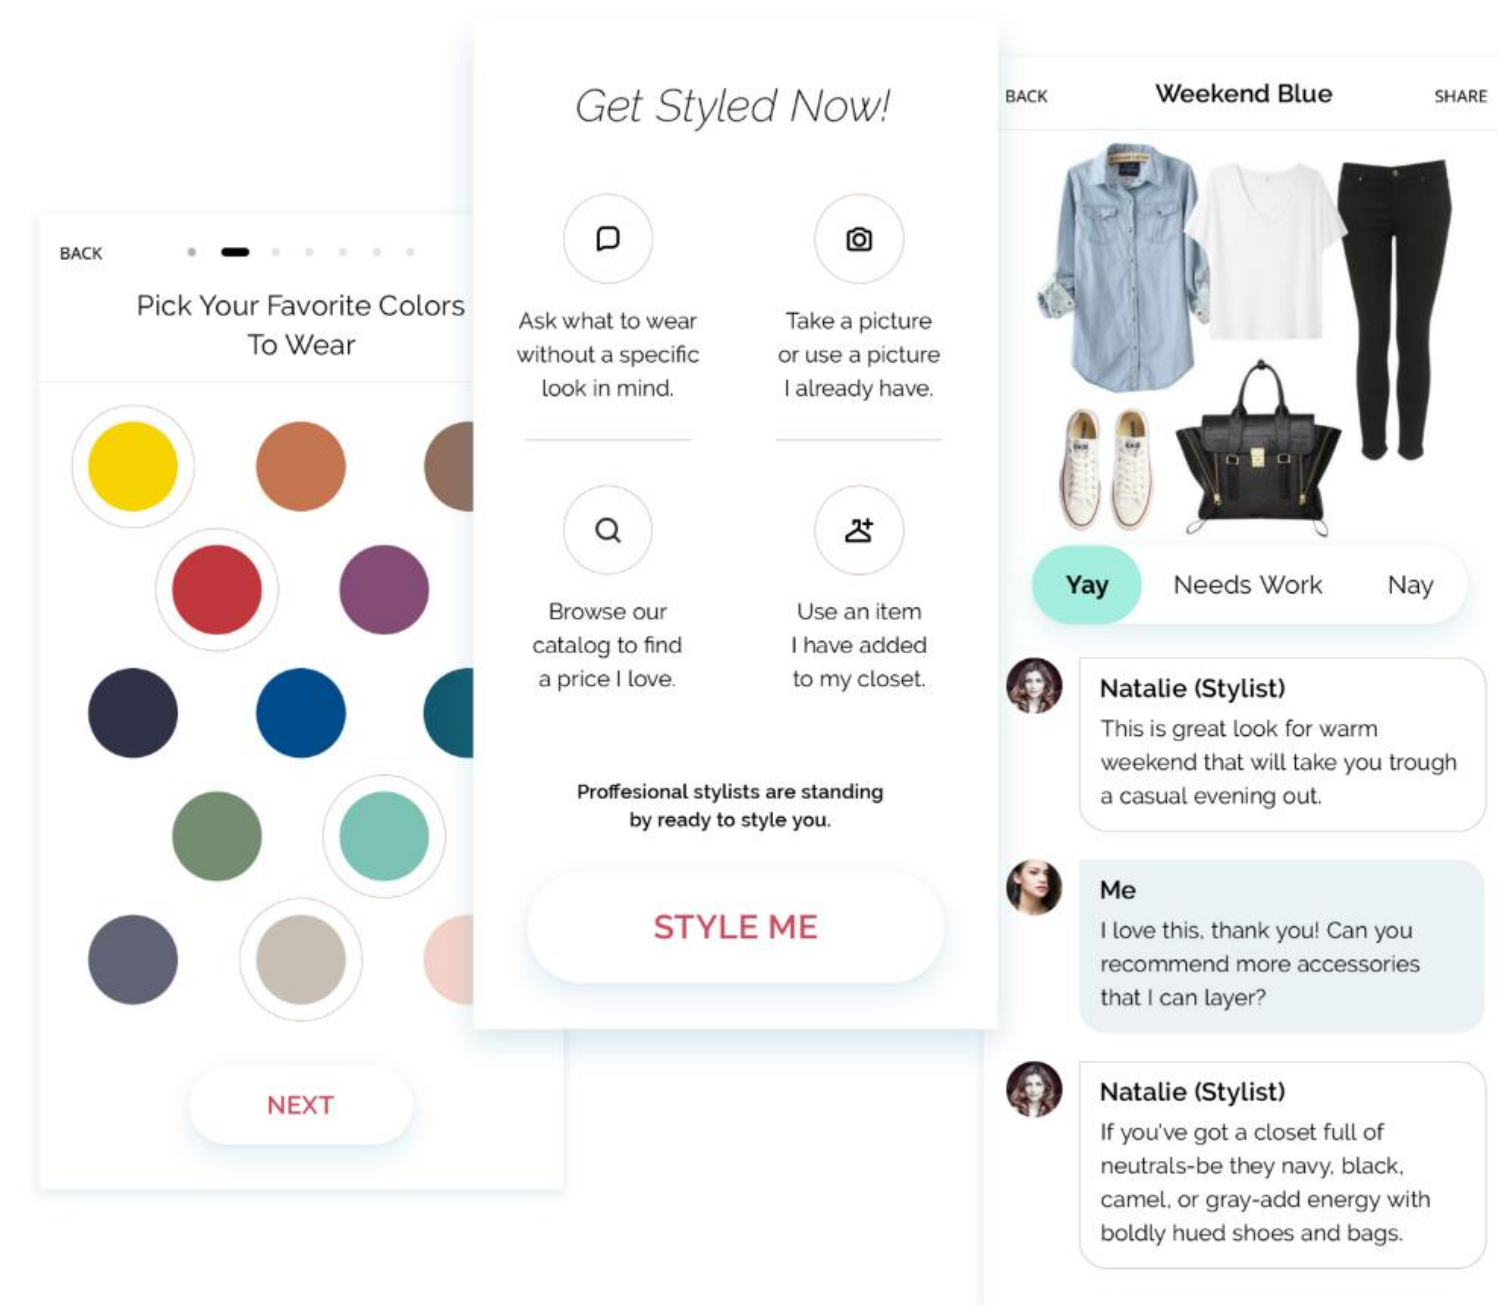 BACK
Pick Your Favorite Colors
To Wear
NEXT
Get Styled Now!
Ask what to wear
without a specific
look in mind.
Take a picture
or use a picture
I already have.
Browse our
catalog to find
a price I love.
Use an item
I have added
to my closet.
Proffesional stylists are standing
by ready to style you.
STYLE ME
BACK
Weekend Blue
SHARE
Yay
Needs Work
Nay
Natalie (Stylist)
This is great look for warm
weekend that will take you trough
a casual evening out.
Me
I love this, thank you! Can you
recommend more accessories
that I can layer?
Natalie (Stylist)
If you've got a closet full of
neutrals-be they navy, black,
camel, or gray-add energy with
boldly hued shoes and bags.